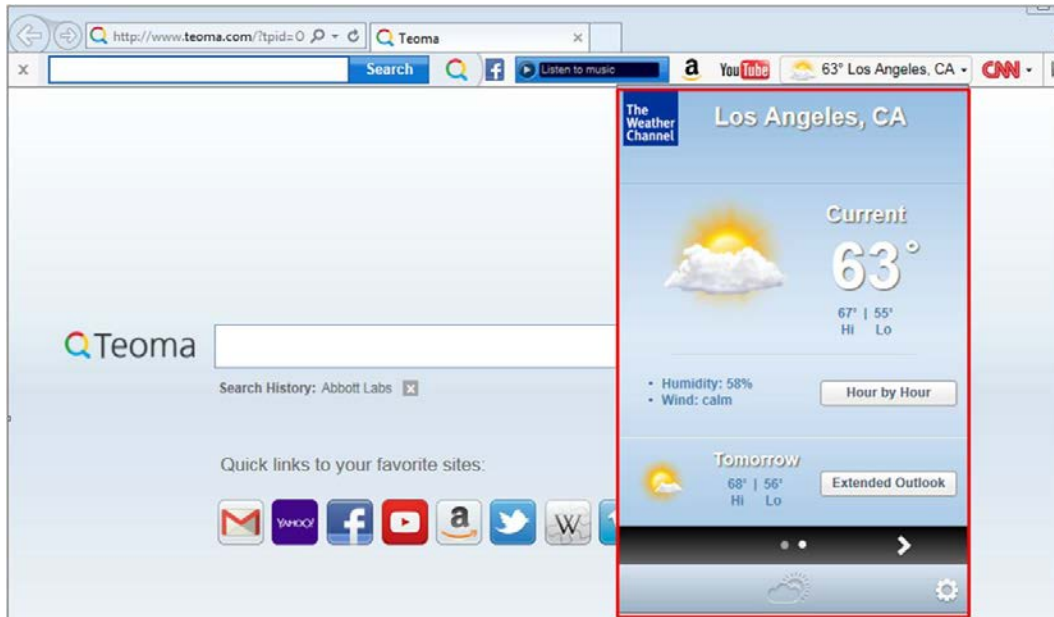 http://www.teoma.com/?tpid=0
Teoma
Search
Listen to music
a
YouTube
63° Los Angeles, CA
CNN
The
Weather
Channel
Los Angeles, CA
Current
63°
67° | 55°
Hi Lo
Humidity: 58%
Wind: calm
Hour by Hour
Tomorrow
68° | 56°
Hi Lo
Extended Outlook
Teoma
Search History: Abbott Labs
Quick links to your favorite sites:
YAHOO!
f
a
W